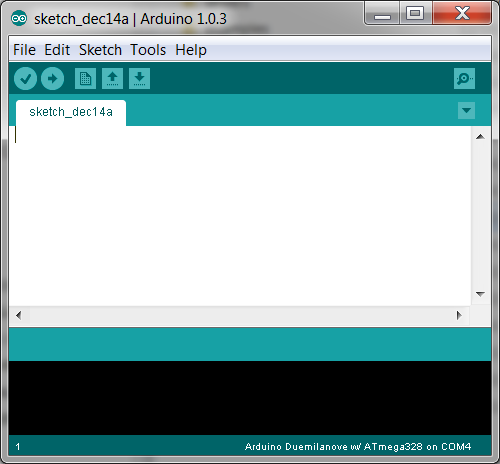 sketch_dec14a | Arduino 1.0.3
File Edit Sketch Tools Help
sketch_dec14a
1 Arduino Duemilanove w/ ATmega328 on COM4